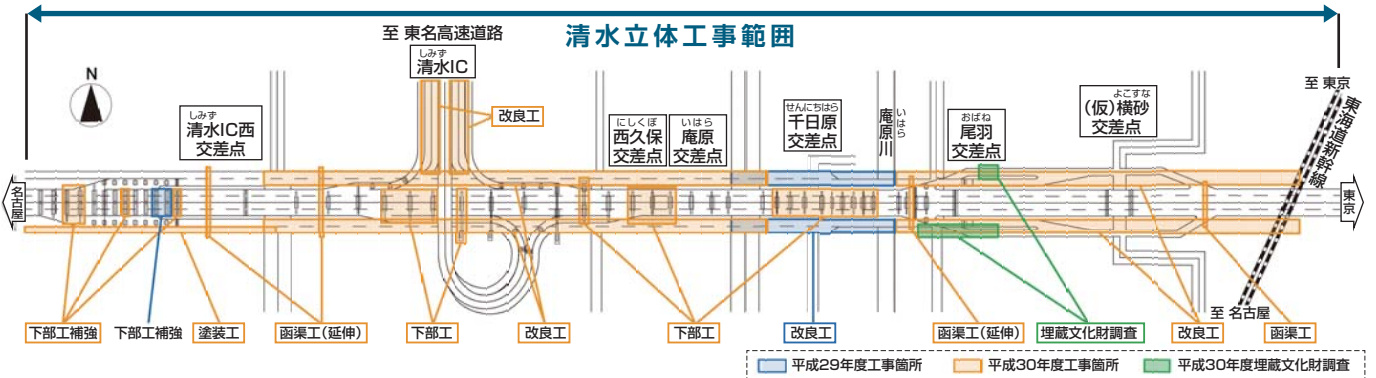 清水立体工事範囲
至 東名高速道路
しみず
清水IC
N
しみず
清水IC西
交差点
改良工
にしくぼ
西久保
交差点
いはら
庵原
交差点
せんにちはら
千日原
交差点
庵原川
いはら
おばね
尾羽
交差点
よこすな
(仮)横砂
交差点
至 東京
東海道新幹線
名古屋
東京
至 名古屋
下部工補強
下部工補強
塗装工
函渠工(延伸)
下部工
改良工
下部工
改良工
函渠工(延伸)
埋蔵文化財調査
改良工
函渠工
平成29年度工事箇所
平成30年度工事箇所
平成30年度埋蔵文化財調査